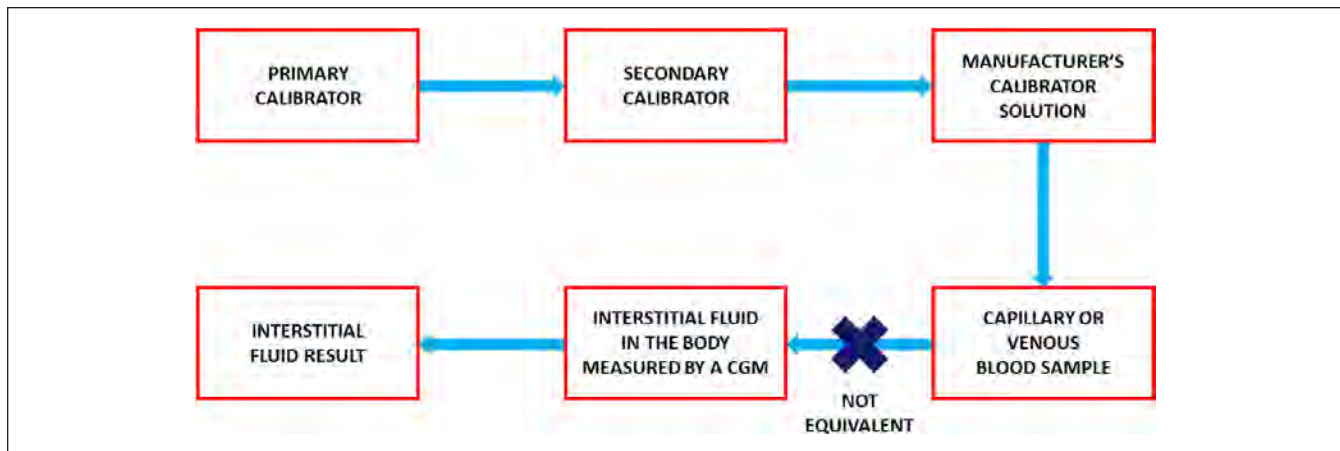 PRIMARY
CALIBRATOR
SECONDARY
CALIBRATOR
MANUFACTURER'S
CALIBRATOR
SOLUTION
CAPILLARY OR
VENOUS
BLOOD SAMPLE
NOT
EQUIVALENT
INTERSTITIAL FLUID
IN THE BODY
MEASURED BY A CGM
INTERSTITIAL
FLUID RESULT